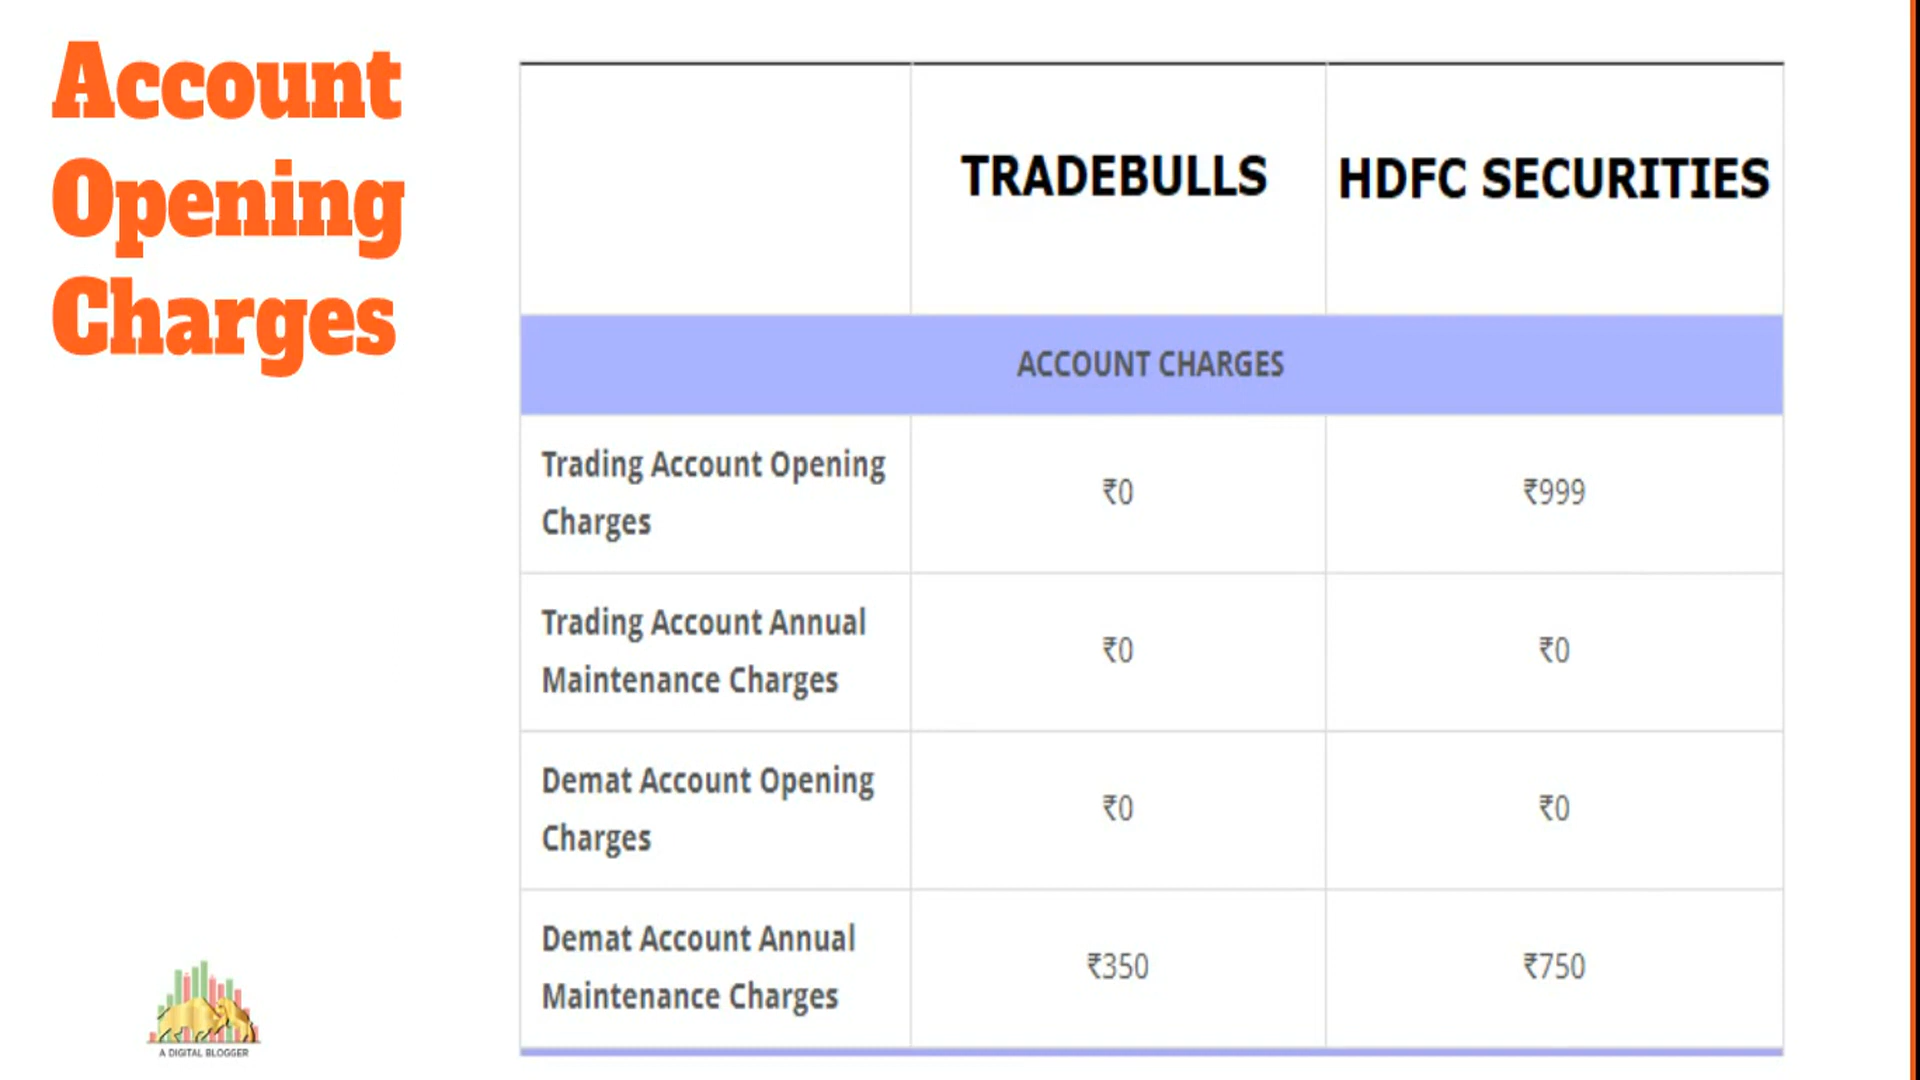 Account
Opening
Charges
TRADEBULLS
HDFC SECURITIES
ACCOUNT CHARGES
Trading Account Opening
Charges
₹0
₹999
Trading Account Annual
Maintenance Charges
₹0
₹0
Demat Account Opening
Charges
₹0
₹0
Demat Account Annual
Maintenance Charges
₹350
₹750
A DIGITAL BLOGGER